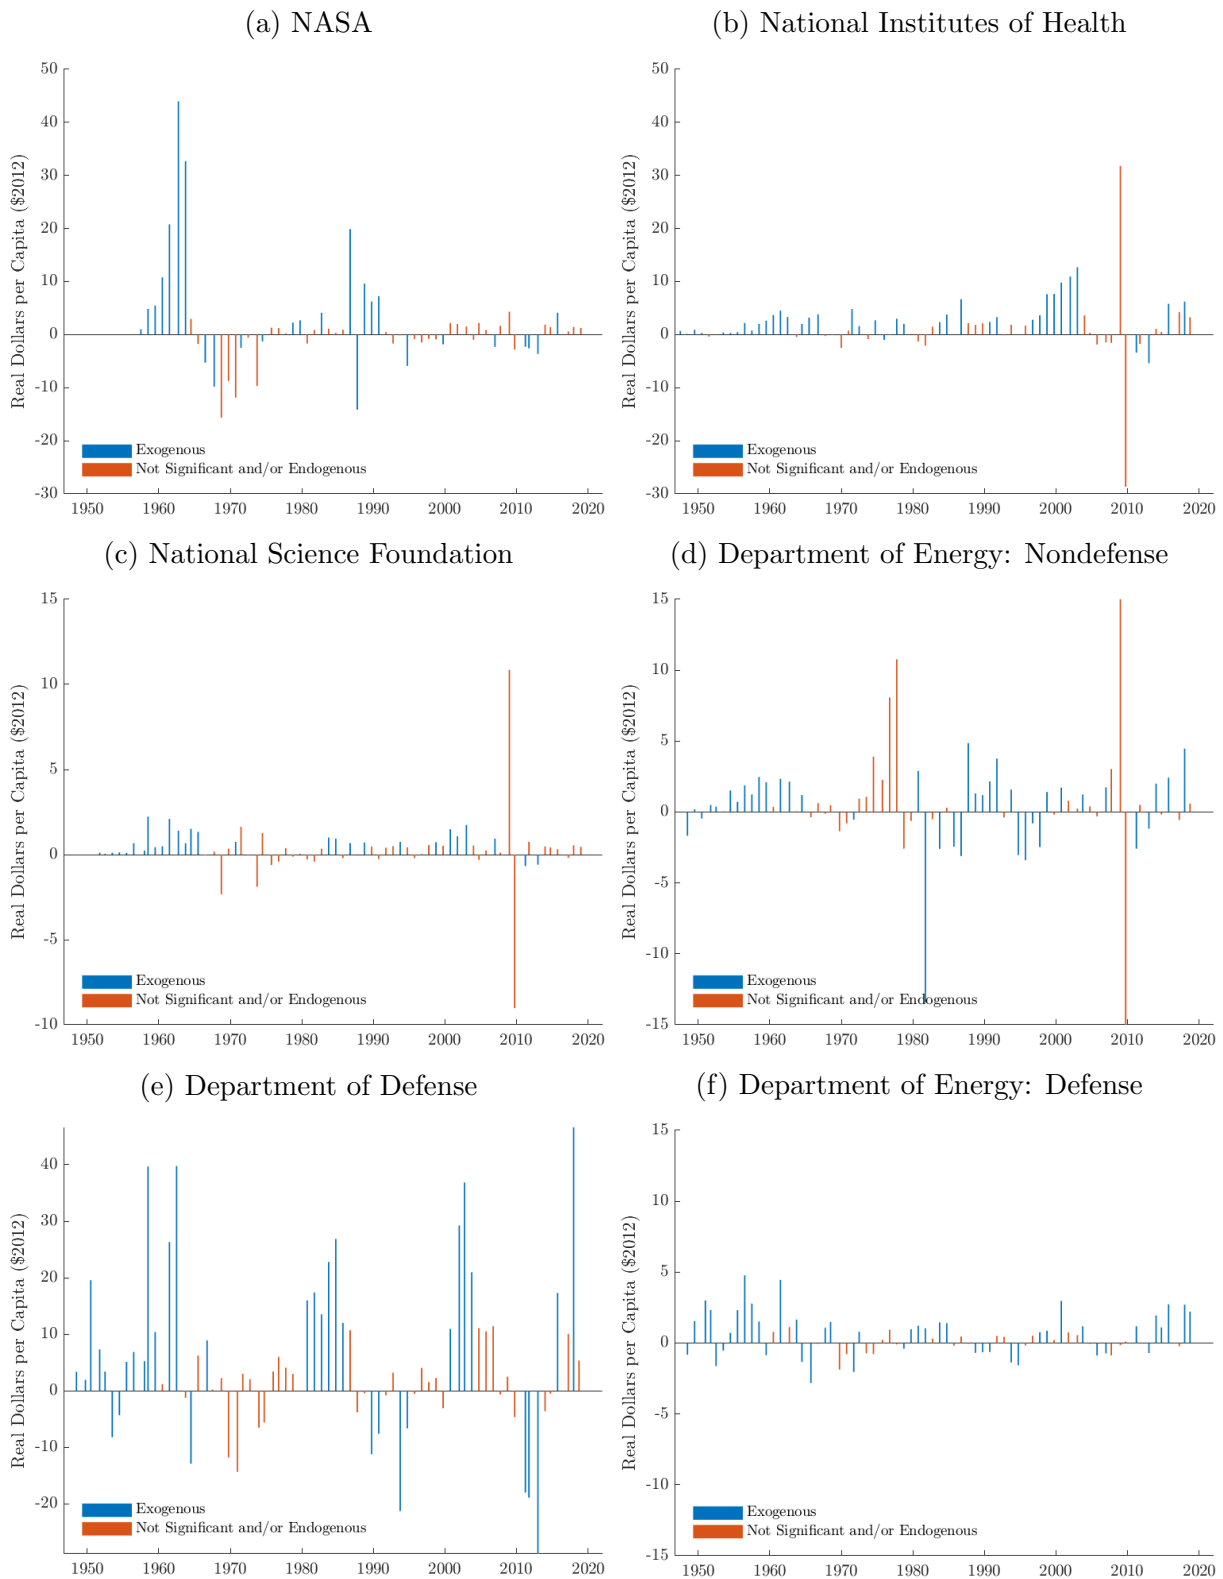 (a) NASA
50
40
30
20
10
0
-10
-20
-30
Real Dollars per Capita ($2012)
Exogenous
Not Significant and/or Endogenous
1950 1960 1970 1980 1990 2000 2010 2020
(b) National Institutes of Health
50
40
30
20
10
0
-10
-20
-30
Real Dollars per Capita ($2012)
Exogenous
Not Significant and/or Endogenous
1950 1960 1970 1980 1990 2000 2010 2020
(c) National Science Foundation
15
10
5
0
-5
-10
Real Dollars per Capita ($2012)
Exogenous
Not Significant and/or Endogenous
1950 1960 1970 1980 1990 2000 2010 2020
(d) Department of Energy: Nondefense
15
10
5
0
-5
-10
-15
Real Dollars per Capita ($2012)
Exogenous
Not Significant and/or Endogenous
1950 1960 1970 1980 1990 2000 2010 2020
(e) Department of Defense
40
30
20
10
0
-10
-20
Real Dollars per Capita ($2012)
Exogenous
Not Significant and/or Endogenous
1950 1960 1970 1980 1990 2000 2010 2020
(f) Department of Energy: Defense
15
10
5
0
-5
-10
-15
Real Dollars per Capita ($2012)
Exogenous
Not Significant and/or Endogenous
1950 1960 1970 1980 1990 2000 2010 2020